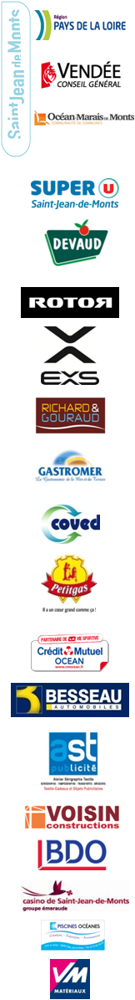 Saint Jean de Monts
Région
PAYS DE LA LOIRE
VENDÉE
CONSEIL GÉNÉRAL
Océan Marais de Monts
COMMUNAUTÉ DE COMMUNES
SUPER U
Saint-Jean-de-Monts
DEVAUD
ROTOR
EXS
RICHARD &
GOURAUD
GASTROMER
La Gastronomie de la Mer et du Terroir
coved
Petitgas
Il a un cœur grand comme ça !
PARTENAIRE DE LA VIE SPORTIVE
Crédit Mutuel
OCEAN
www.cmocean.fr
BESSEAU
AUTOMOBILES
ast
publicité
Atelier Sérigraphie Textile
Textile-Cadeaux et Objets Publicitaires
VOISIN
constructions
BDO
casino de Saint-Jean-de-Monts
groupe émeraude
PISCINES OCÉANES
VM
MATÉRIAUX